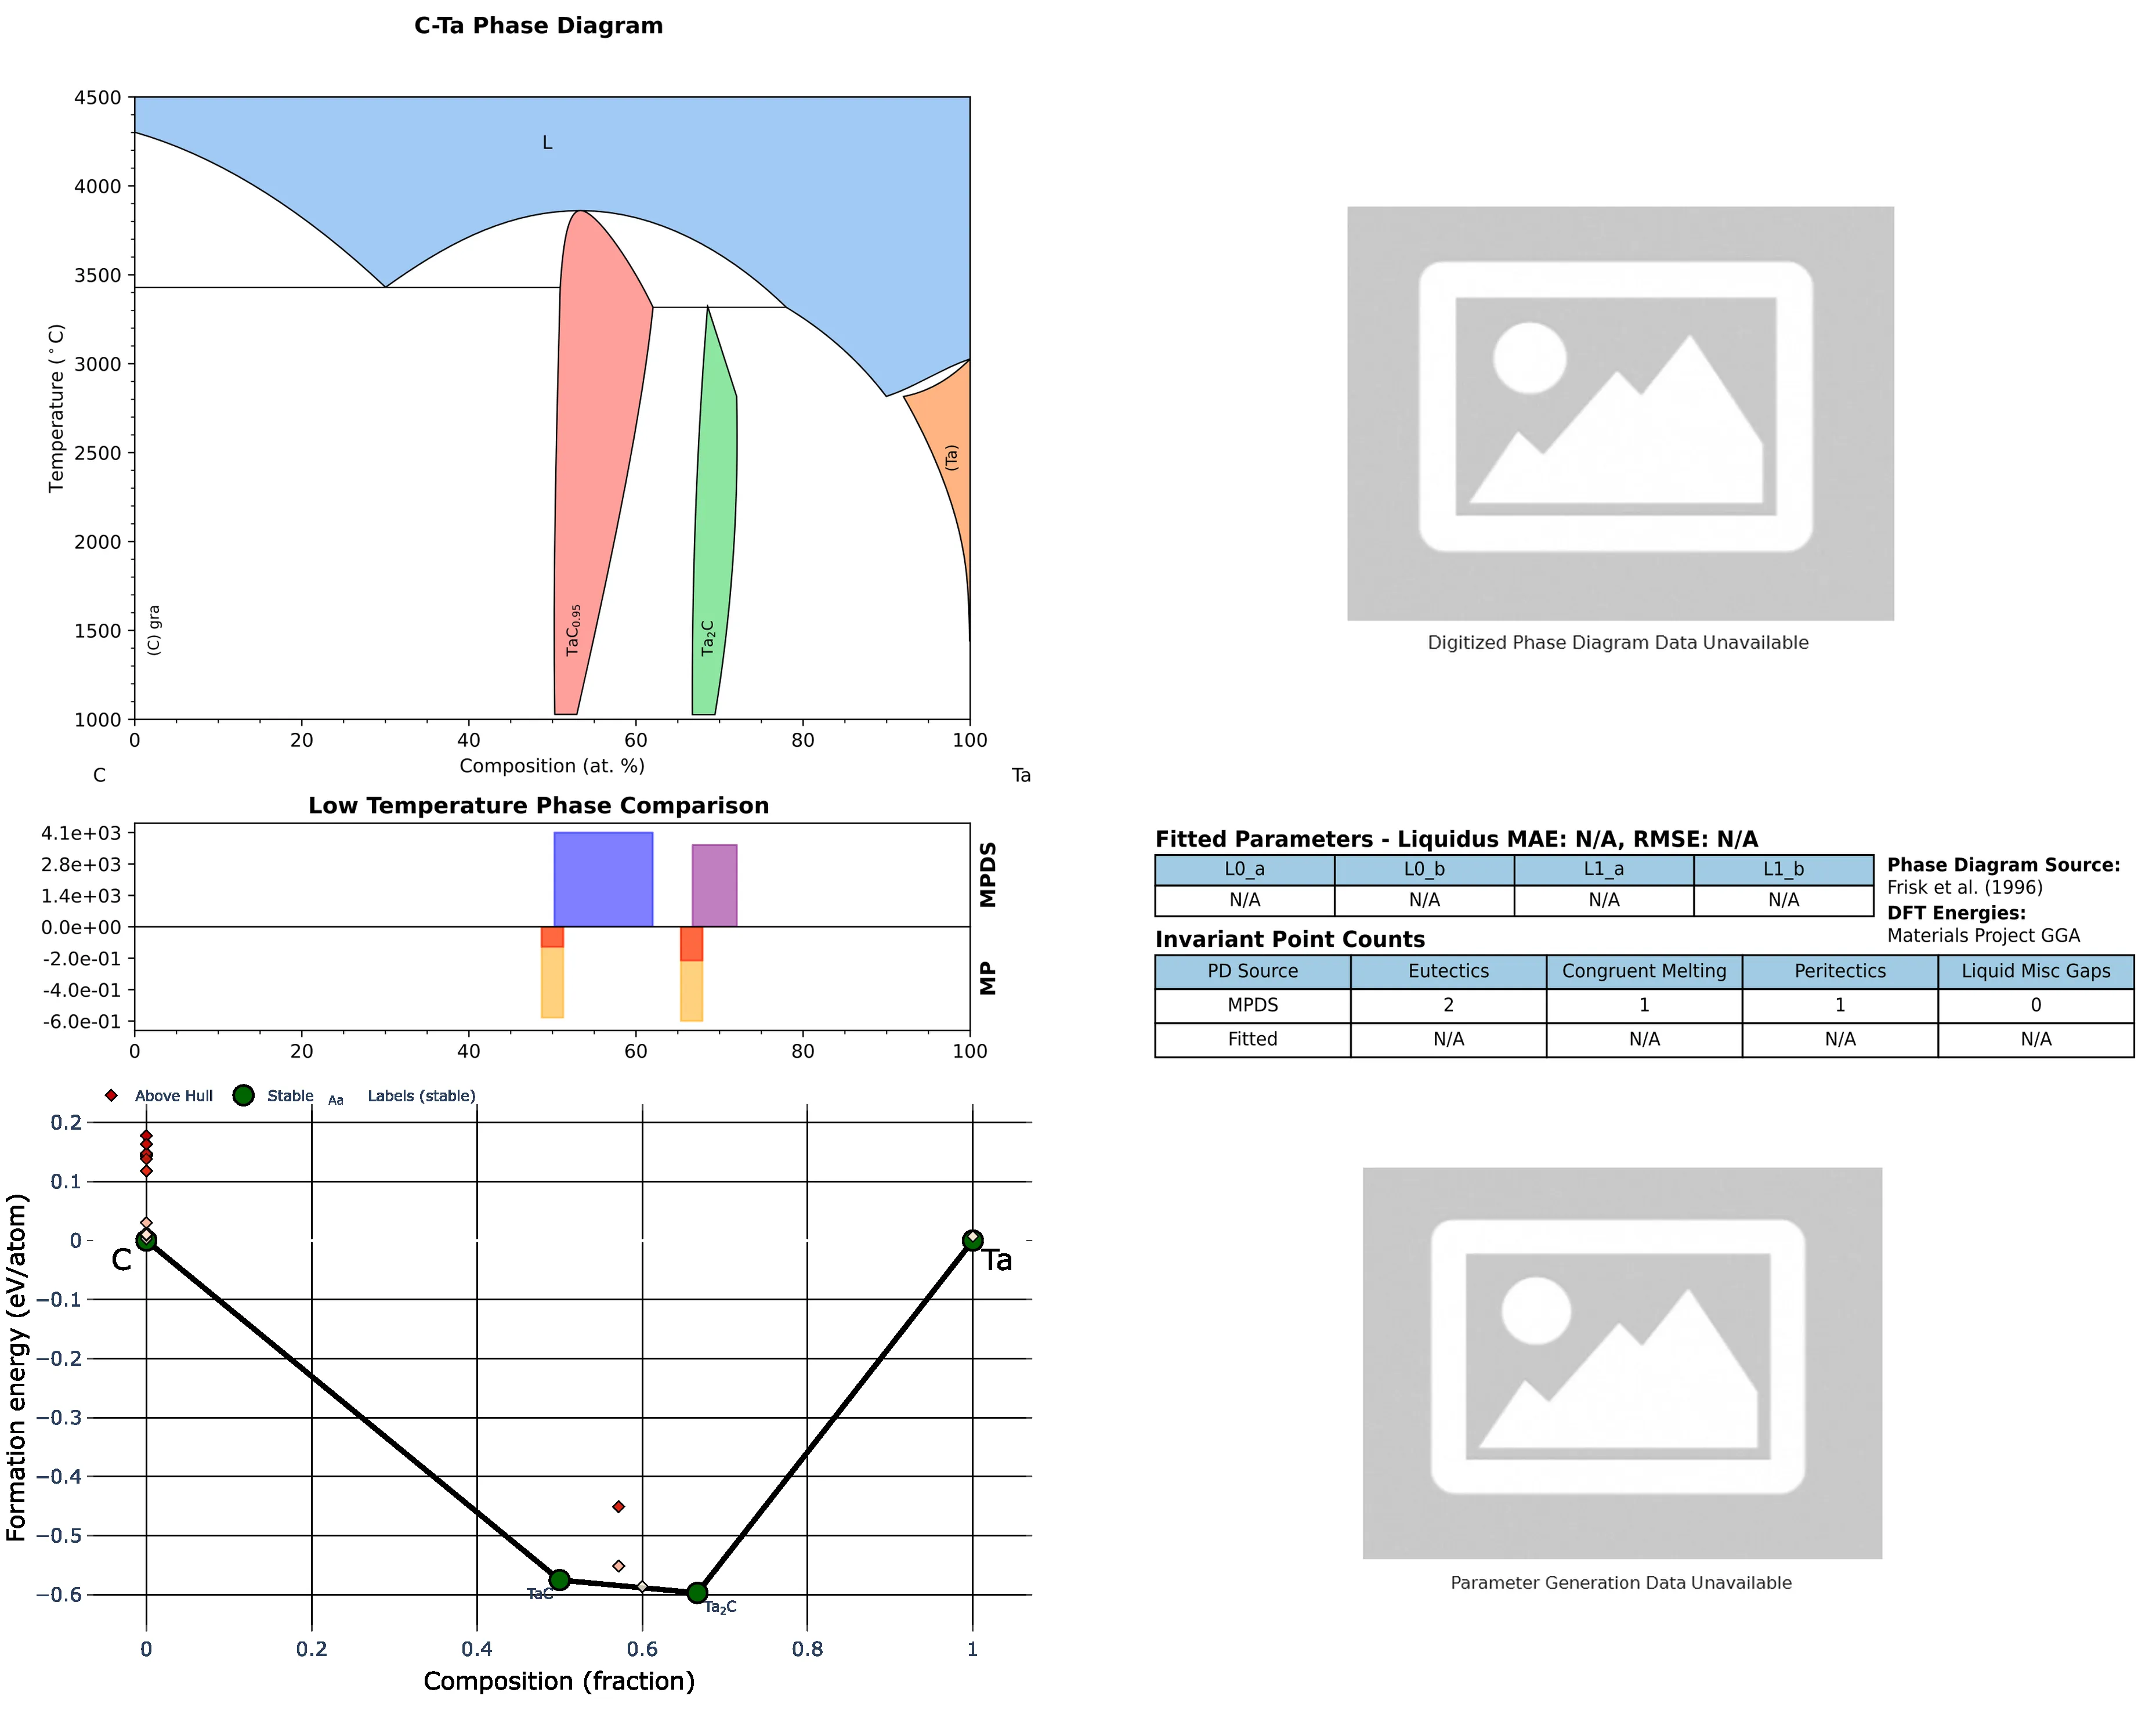 C-Ta Phase Diagram
4500
4000
3500
3000
2500
2000
1500
1000
Temperature (°C)
L
(C) gra
TaC0.95
Ta2C
(Ta)
0 20 40 60 80 100
Composition (at. %)
C Ta
Digitized Phase Diagram Data Unavailable
Low Temperature Phase Comparison
4.1e+03
2.8e+03
1.4e+03
0.0e+00
-2.0e-01
-4.0e-01
-6.0e-01
MPDS
MP
0 20 40 60 80 100
Fitted Parameters - Liquidus MAE: N/A, RMSE: N/A
L0_a L0_b L1_a L1_b
N/A N/A N/A N/A
Phase Diagram Source:
Frisk et al. (1996)
DFT Energies:
Materials Project GGA
Invariant Point Counts
PD Source Eutectics Congruent Melting Peritectics Liquid Misc Gaps
MPDS 2 1 1 0
Fitted N/A N/A N/A N/A
Above Hull Stable Aa Labels (stable)
0.2
0.1
0
−0.1
−0.2
−0.3
−0.4
−0.5
−0.6
Formation energy (eV/atom)
C
Ta
TaC
Ta2C
0 0.2 0.4 0.6 0.8 1
Composition (fraction)
Parameter Generation Data Unavailable